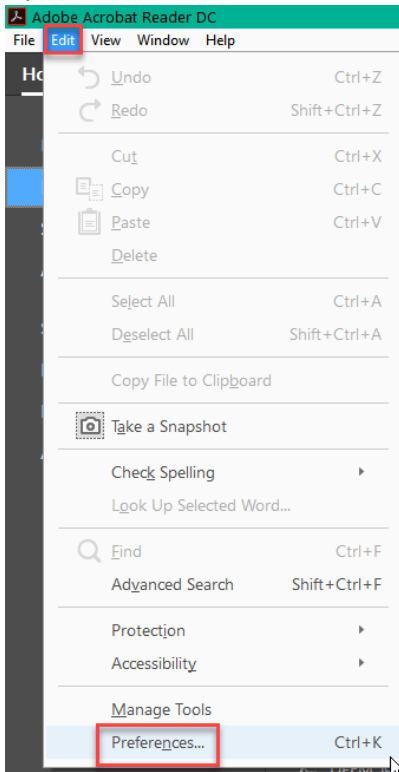 Adobe Acrobat Reader DC
File Edit View Window Help
Ho
Undo Ctrl+Z
Redo Shift+Ctrl+Z
Cut Ctrl+X
Copy Ctrl+C
Paste Ctrl+V
Delete
Select All Ctrl+A
Deselect All Shift+Ctrl+A
Copy File to Clipboard
Take a Snapshot
Check Spelling
Look Up Selected Word...
Find Ctrl+F
Advanced Search Shift+Ctrl+F
Protection
Accessibility
Manage Tools
Preferences... Ctrl+K